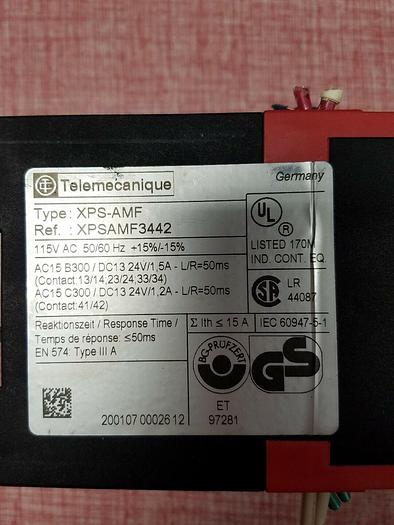 Telemecanique
Germany
Type: XPS-AMF
Ref. : XPSAMF3442
115V AC 50/60 Hz +15%/-15%
AC15 B300 / DC13 24V/1,5A - L/R=50ms
(Contact:13/14,23/24,33/34)
AC15 C300 / DC13 24V/1,2A - L/R=50ms
(Contact:41/42)
UL ®
LISTED 170M
IND. CONT. EQ.
SA
LR
44087
Reaktionszeit / Response Time /
Temps de réponse: ≤50ms
EN 574: Type III A
Σ Ith ≤ 15 A
IEC 60947-5-1
BG-PRÜFZERT
GS
ET
97281
200107 00026 12